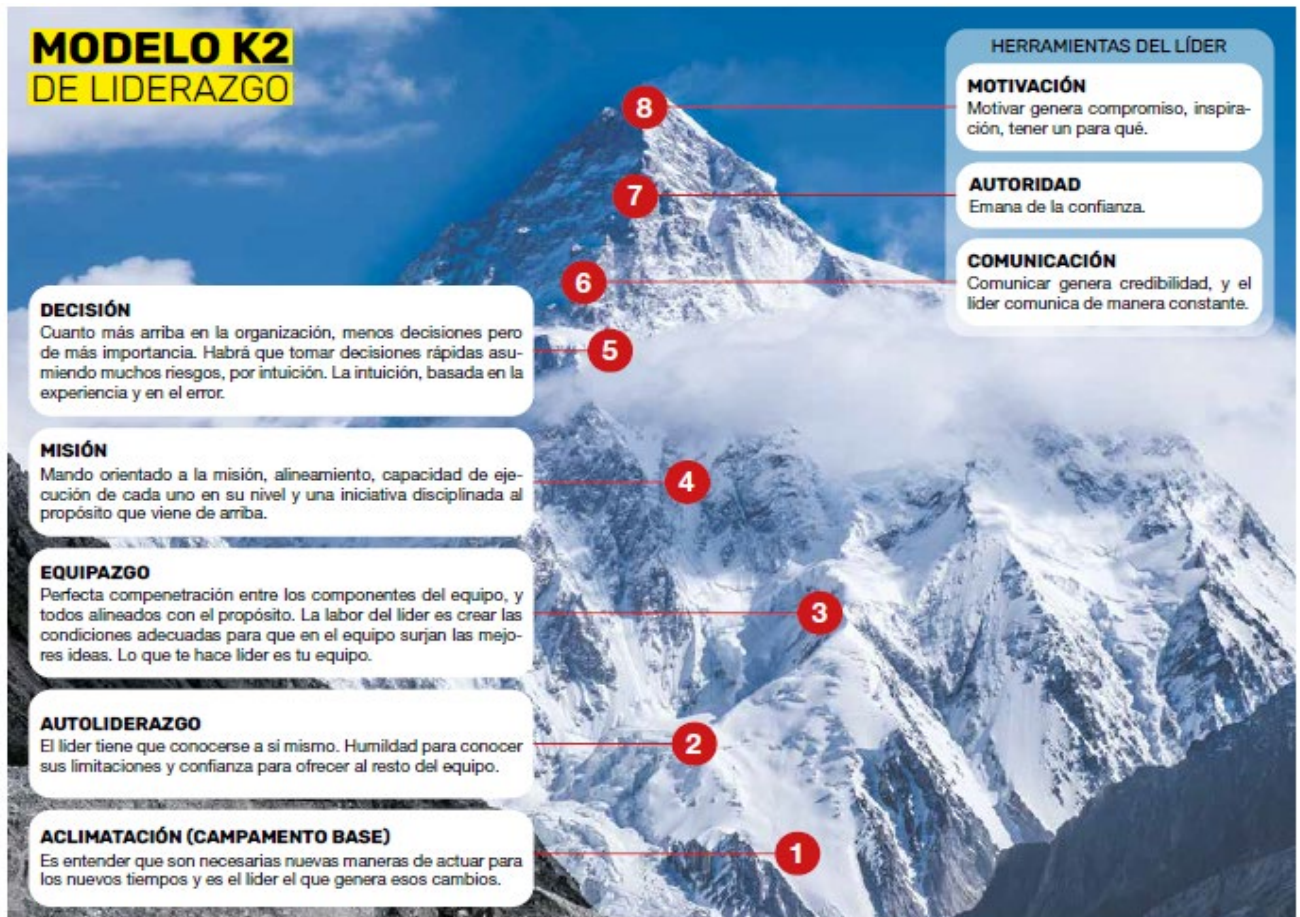 MODELO K2
DE LIDERAZGO
HERRAMIENTAS DEL LÍDER
MOTIVACIÓN
Motivar genera compromiso, inspira-
ción, tener un para qué.
8
AUTORIDAD
Emana de la confianza.
7
COMUNICACIÓN
Comunicar genera credibilidad, y el
líder comunica de manera constante.
6
DECISIÓN
Cuanto más arriba en la organización, menos decisiones pero
de más importancia. Habrá que tomar decisiones rápidas asu-
miendo muchos riesgos, por intuición. La intuición, basada en la
experiencia y en el error.
5
MISIÓN
Mando orientado a la misión, alineamiento, capacidad de eje-
cución de cada uno en su nivel y una iniciativa disciplinada al
propósito que viene de arriba.
4
EQUIPAZGO
Perfecta compenetración entre los componentes del equipo, y
todos alineados con el propósito. La labor del líder es crear las
condiciones adecuadas para que en el equipo surjan las mejo-
res ideas. Lo que te hace líder es tu equipo.
3
AUTOLIDERAZGO
El líder tiene que conocerse a sí mismo. Humildad para conocer
sus limitaciones y confianza para ofrecer al resto del equipo.
2
ACLIMATACIÓN (CAMPAMENTO BASE)
Es entender que son necesarias nuevas maneras de actuar para
los nuevos tiempos y es el líder el que genera esos cambios.
1